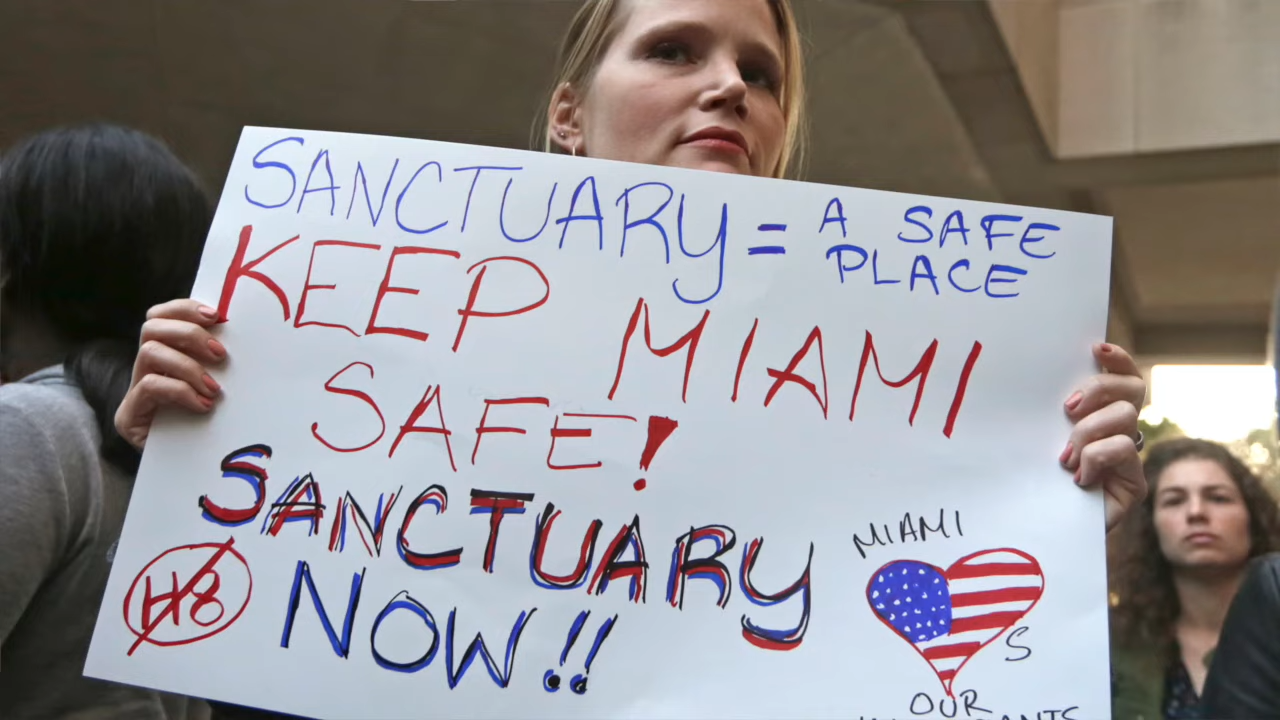 SANCTUARY = A SAFE
PLACE
KEEP MIAMI
SAFE!
SANCTUARY
NOW!!
H8
MIAMI
S
OUR